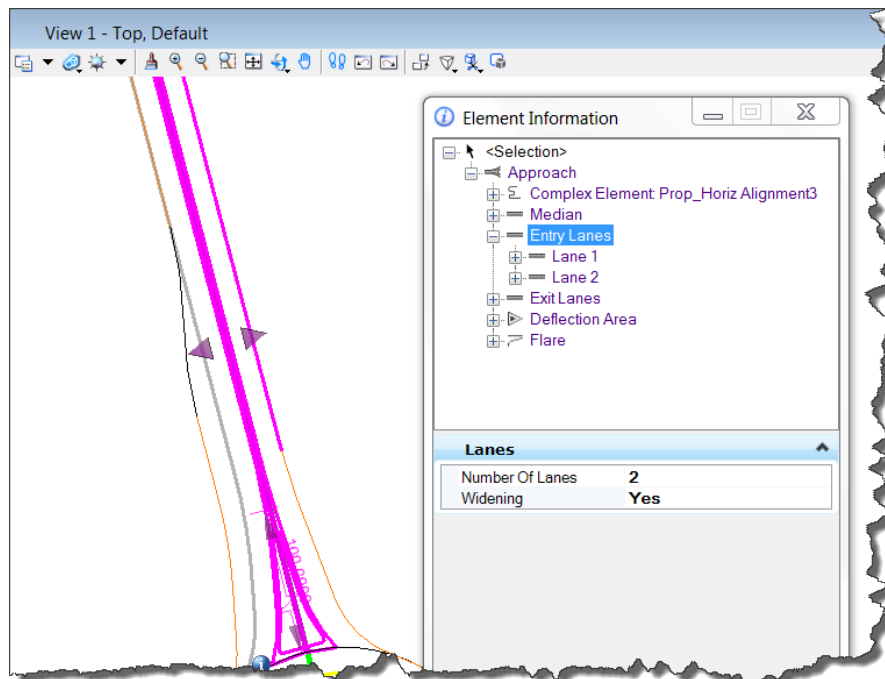 View 1 - Top, Default
Element Information
<Selection>
Approach
Complex Element: Prop_Horiz Alignment3
Median
Entry Lanes
Lane 1
Lane 2
Exit Lanes
Deflection Area
Flare
Lanes
Number Of Lanes 2
Widening Yes